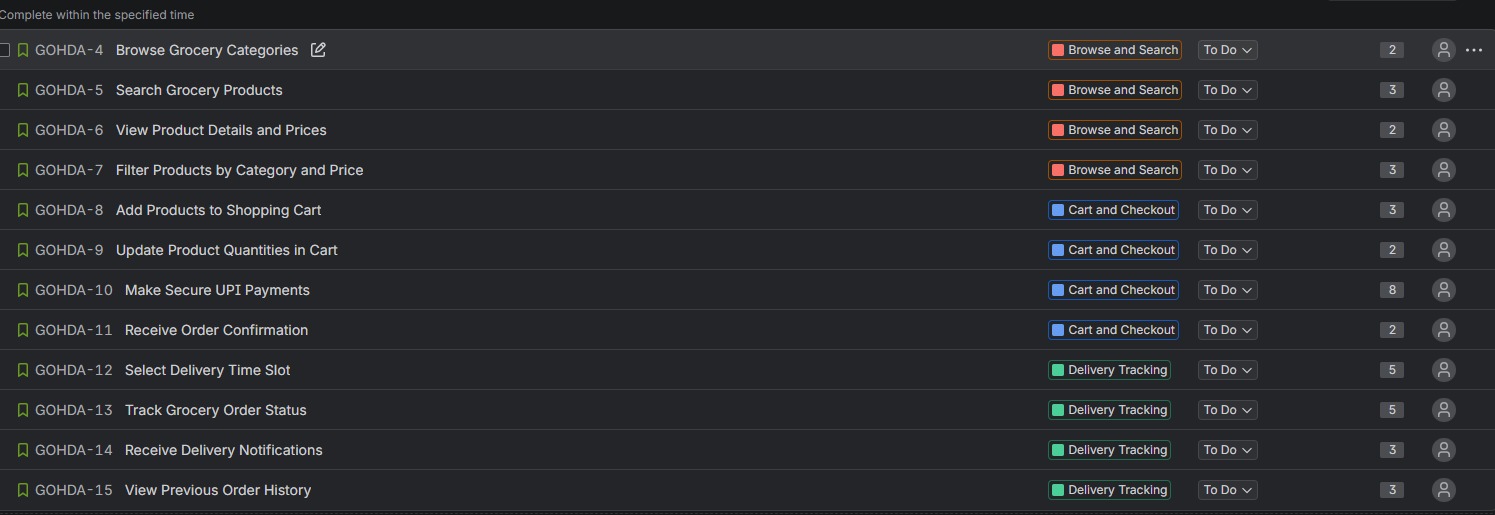 Complete within the specified time
GOHDA-4 Browse Grocery Categories Browse and Search To Do 2
GOHDA-5 Search Grocery Products Browse and Search To Do 3
GOHDA-6 View Product Details and Prices Browse and Search To Do 2
GOHDA-7 Filter Products by Category and Price Browse and Search To Do 3
GOHDA-8 Add Products to Shopping Cart Cart and Checkout To Do 3
GOHDA-9 Update Product Quantities in Cart Cart and Checkout To Do 2
GOHDA-10 Make Secure UPI Payments Cart and Checkout To Do 8
GOHDA-11 Receive Order Confirmation Cart and Checkout To Do 2
GOHDA-12 Select Delivery Time Slot Delivery Tracking To Do 5
GOHDA-13 Track Grocery Order Status Delivery Tracking To Do 5
GOHDA-14 Receive Delivery Notifications Delivery Tracking To Do 3
GOHDA-15 View Previous Order History Delivery Tracking To Do 3